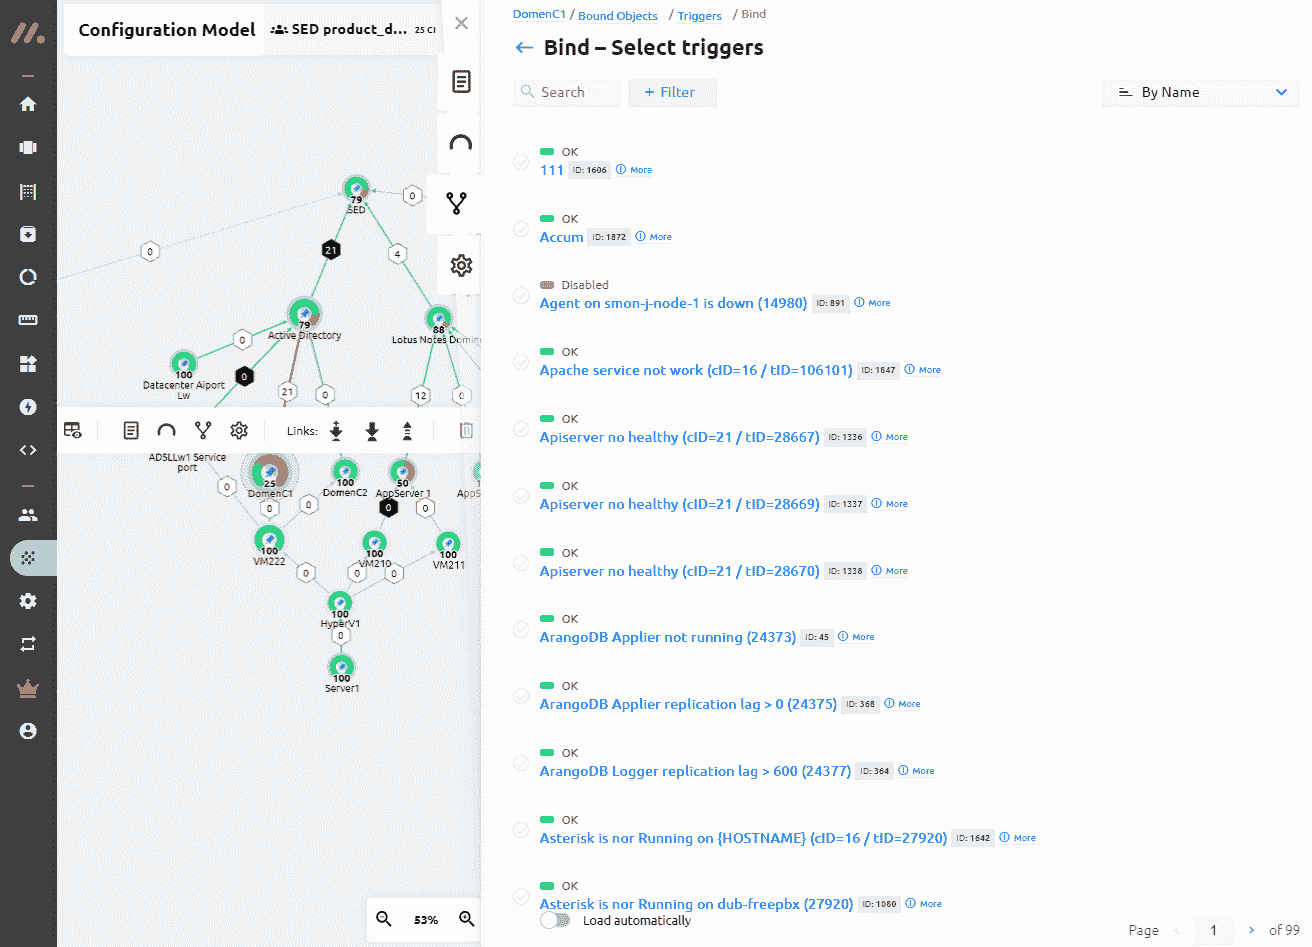 Configuration Model
SED product_d...
25 CI
0
79
SED
0
21
4
79
Active Directory
88
Lotus Notes Domin
0
100
Datacenter Aiport
Lw
0
21
0
12
0
Links:
ADSLLw1 Service
port
25
DomenC1
100
DomenC2
50
AppServer 1
AppS
0
0
0
0
0
100
VM222
100
VM210
100
VM211
0
0
0
100
HyperV1
0
100
Server1
53%
DomenC1 / Bound Objects / Triggers / Bind
Bind – Select triggers
Search
+ Filter
By Name
OK
111 ID: 1606 More
OK
Accum ID: 1872 More
Disabled
Agent on smon-j-node-1 is down (14980) ID: 891 More
OK
Apache service not work (cID=16 / tID=106101) ID: 1847 More
OK
Apiserver no healthy (cID=21 / tID=28667) ID: 1336 More
OK
Apiserver no healthy (cID=21 / tID=28669) ID: 1337 More
OK
Apiserver no healthy (cID=21 / tID=28670) ID: 1338 More
OK
ArangoDB Applier not running (24373) ID: 45 More
OK
ArangoDB Applier replication lag > 0 (24375) ID: 368 More
OK
ArangoDB Logger replication lag > 600 (24377) ID: 364 More
OK
Asterisk is nor Running on {HOSTNAME} (cID=16 / tID=27920) ID: 1642 More
OK
Asterisk is nor Running on dub-freepbx (27920) ID: 1080 More
Load automatically
Page 1 of 99